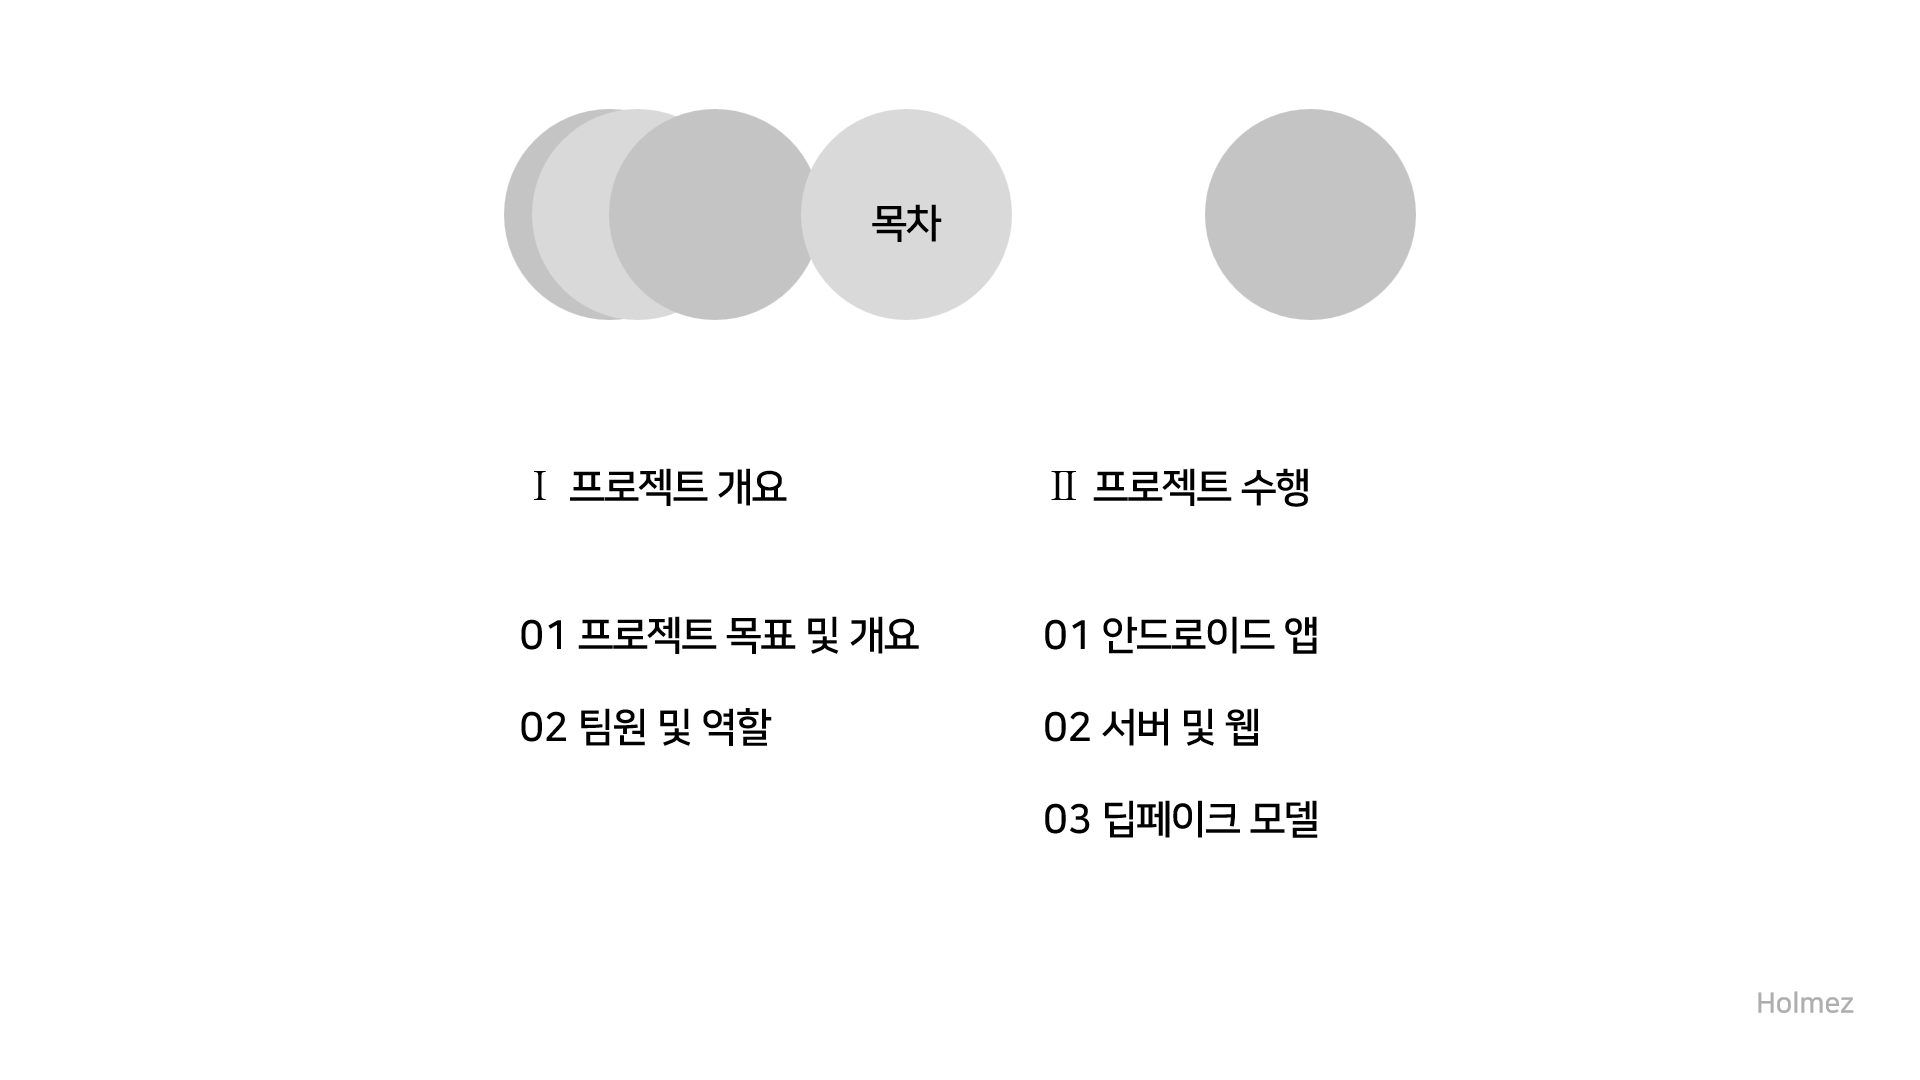 목차
Ⅰ 프로젝트 개요
01 프로젝트 목표 및 개요
02 팀원 및 역할
Ⅱ 프로젝트 수행
01 안드로이드 앱
02 서버 및 웹
03 딥페이크 모델
Holmez